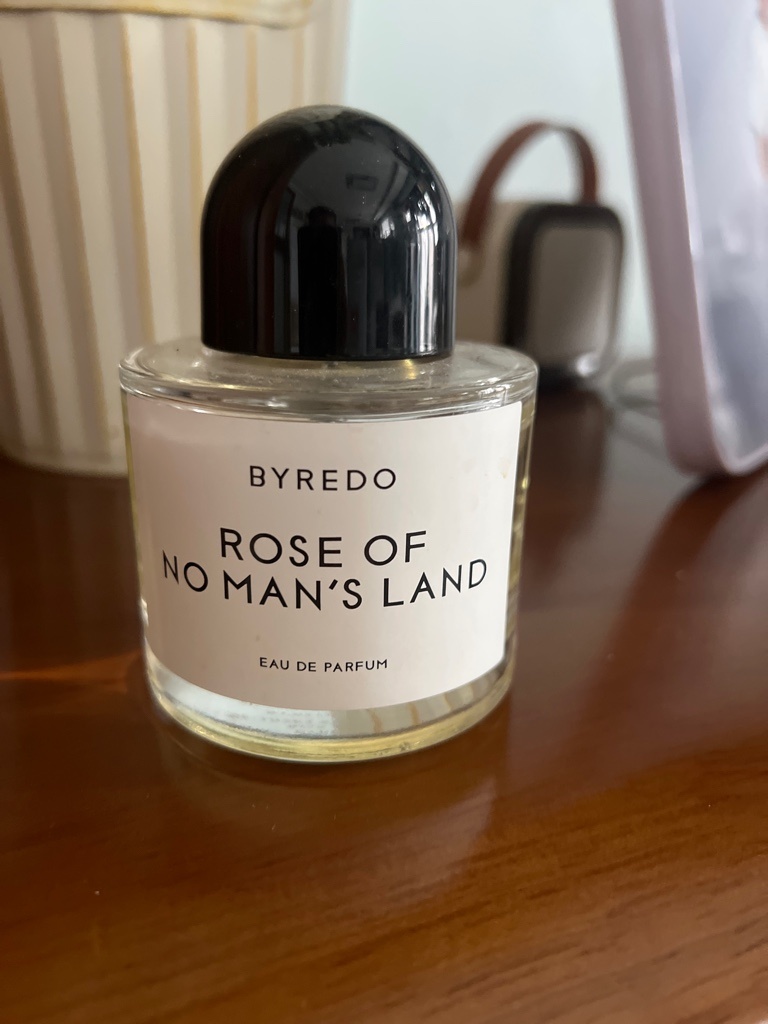 BYREDO
ROSE OF
NO MAN'S LAND
EAU DE PARFUM